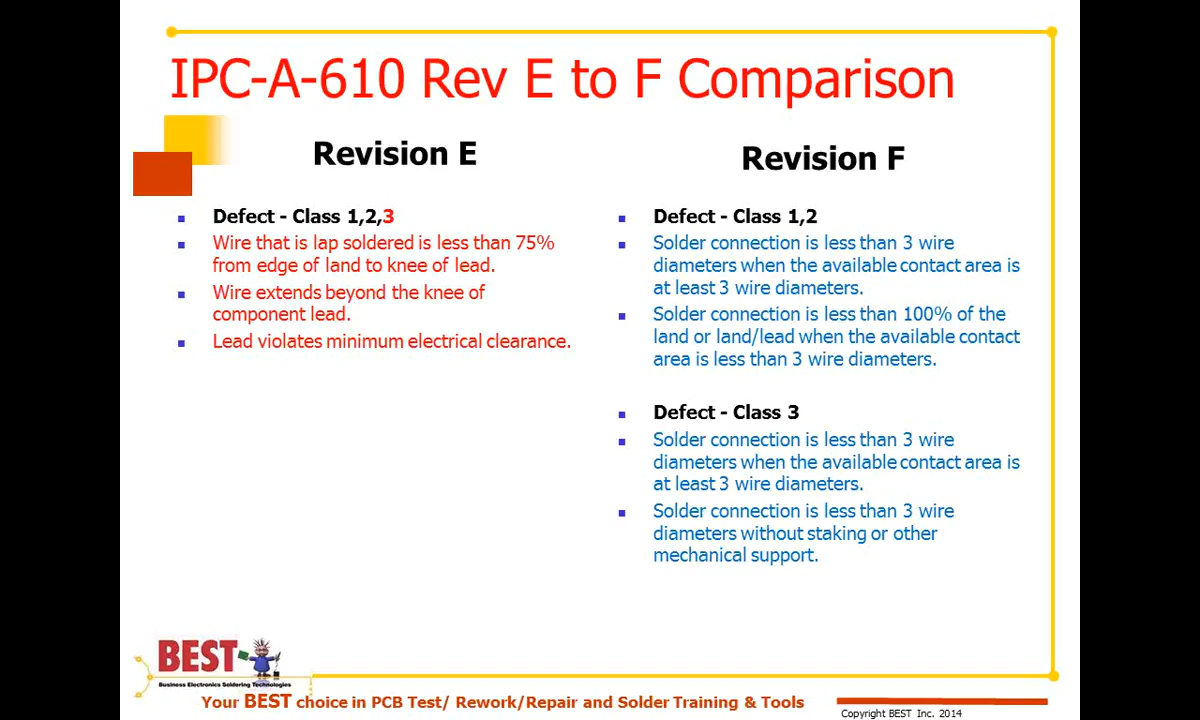 IPC-A-610 Rev E to F Comparison
Revision E
Defect - Class 1,2,3
Wire that is lap soldered is less than 75%
from edge of land to knee of lead.
Wire extends beyond the knee of
component lead.
Lead violates minimum electrical clearance.
Revision F
Defect - Class 1,2
Solder connection is less than 3 wire
diameters when the available contact area is
at least 3 wire diameters.
Solder connection is less than 100% of the
land or land/lead when the available contact
area is less than 3 wire diameters.
Defect - Class 3
Solder connection is less than 3 wire
diameters when the available contact area is
at least 3 wire diameters.
Solder connection is less than 3 wire
diameters without staking or other
mechanical support.
BEST
Business Electronics Soldering Technologies
Your BEST choice in PCB Test/ Rework/Repair and Solder Training & Tools
Copyright BEST Inc. 2014